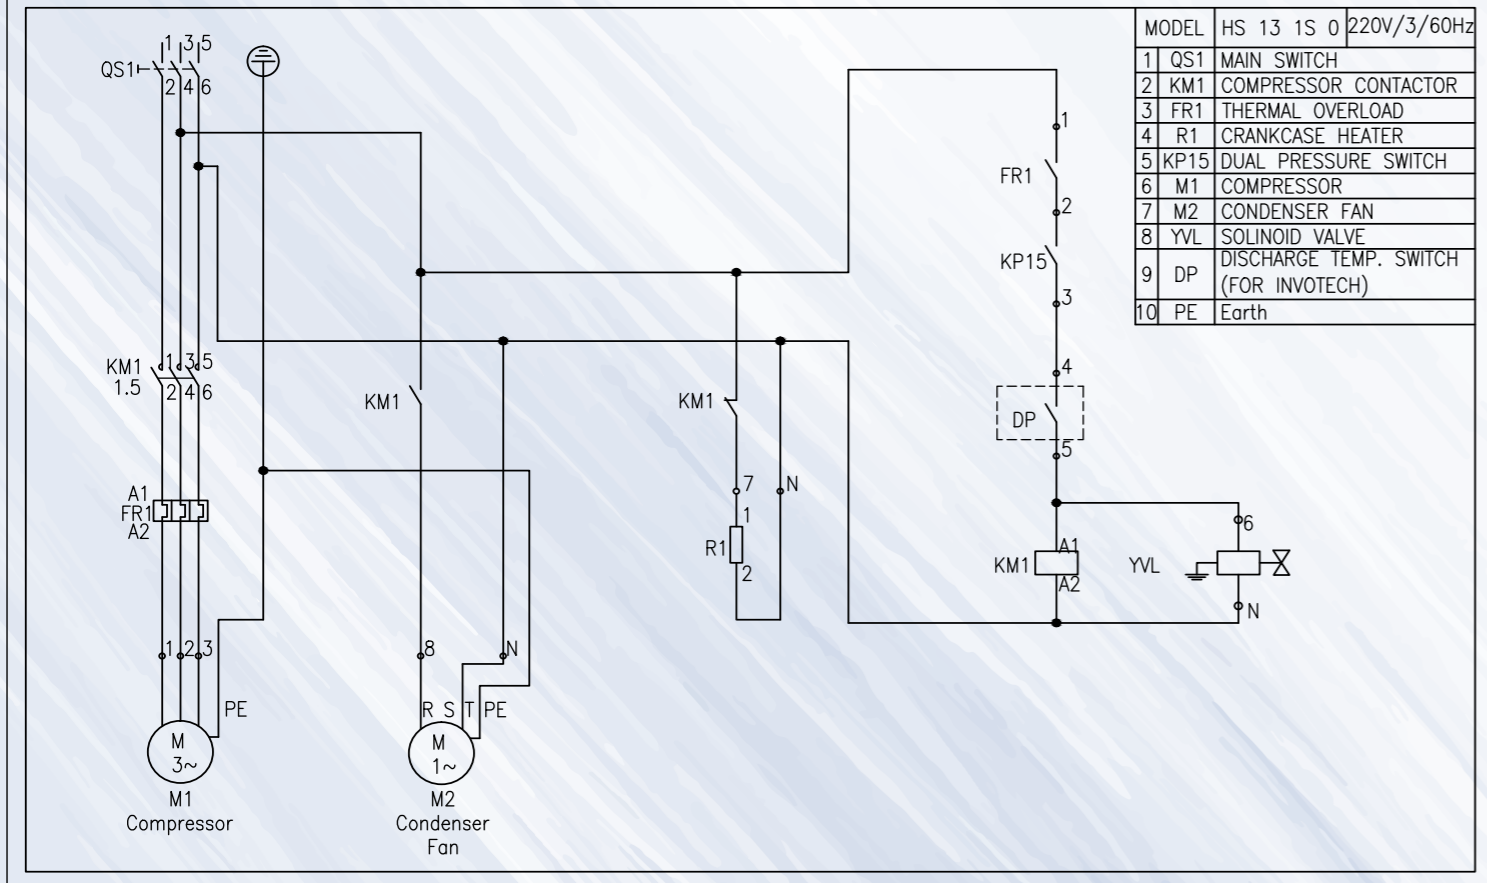 MODEL HS 13 1S 0 220V/3/60Hz
1 QS1 MAIN SWITCH
2 KM1 COMPRESSOR CONTACTOR
3 FR1 THERMAL OVERLOAD
4 R1 CRANKCASE HEATER
5 KP15 DUAL PRESSURE SWITCH
6 M1 COMPRESSOR
7 M2 CONDENSER FAN
8 YVL SOLINOID VALVE
9 DP DISCHARGE TEMP. SWITCH
(FOR INVOTECH)
10 PE Earth
1 3 5
QS1
2 4 6
KM1 1 3 5
1.5 2 4 6
A1
FR1
A2
1 2 3
PE
M
3~
M1
Compressor
KM1
8 N
R S T PE
M
1~
M2
Condenser
Fan
KM1
7 N
1
R1
2
1
FR1
2
KP15
3
4
DP
5
A1
KM1
A2
6
YVL
N